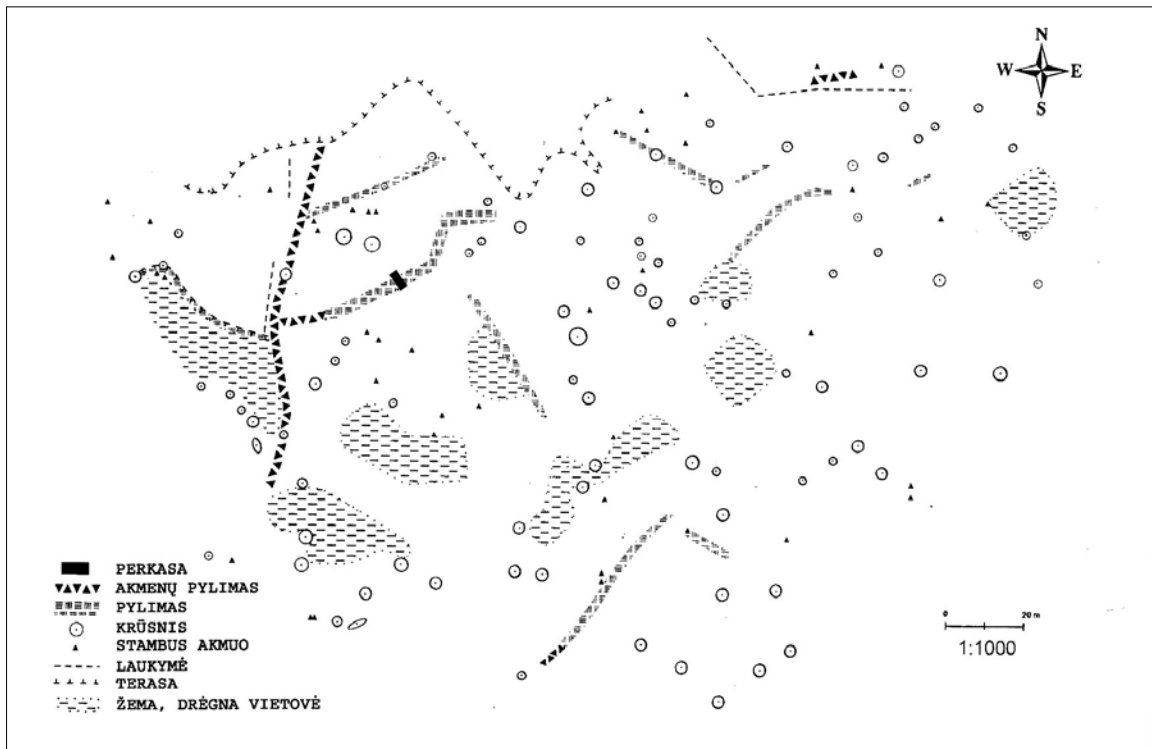 N
W E
S
PERKASA
AKMENŲ PYLIMAS
PYLIMAS
KRŪSNIS
STAMBUS AKMUO
LAUKYMĖ
TERASA
ŽEMA, DRĖGNA VIETOVĖ
0 20 m
1:1000